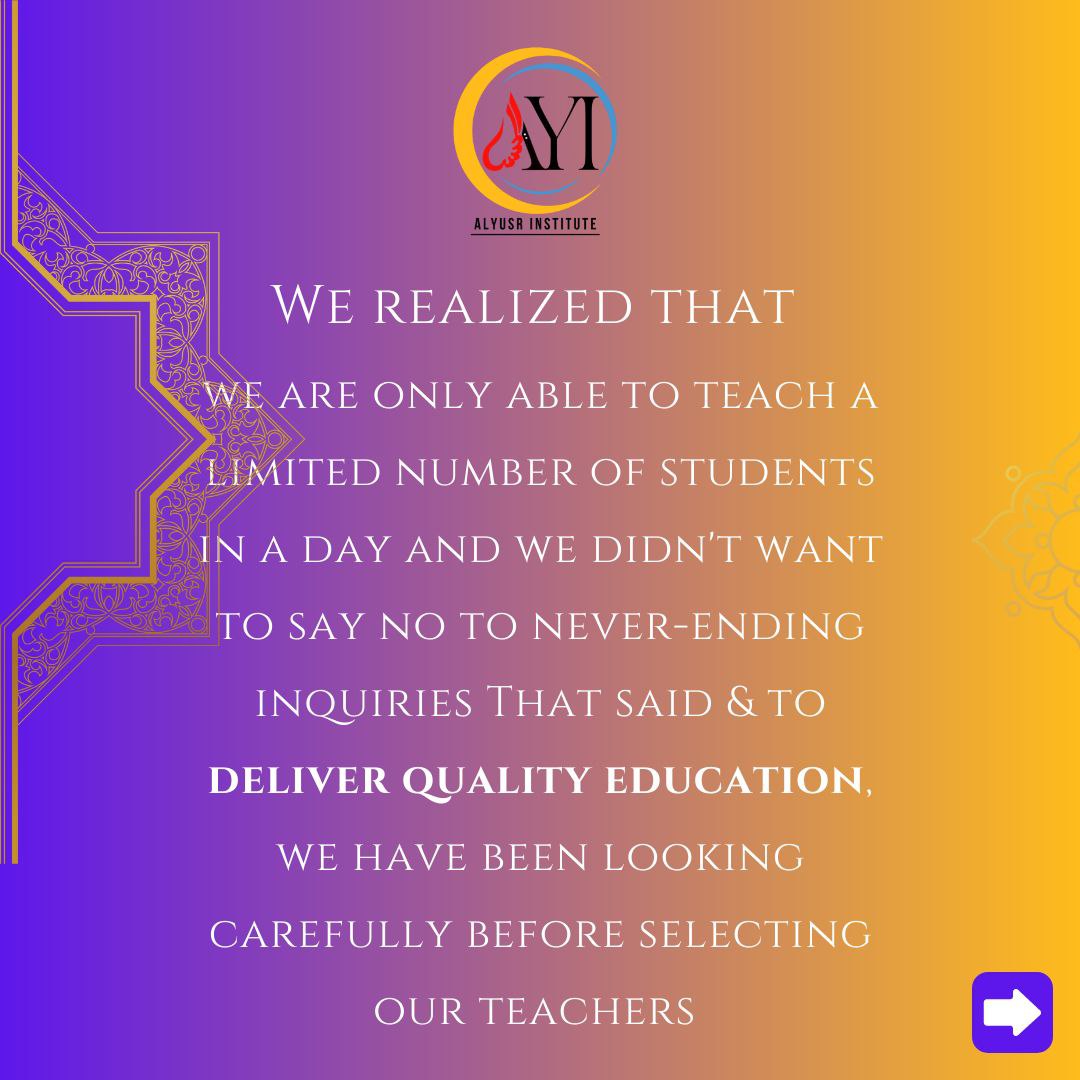 AYI
ALYUSR INSTITUTE
We realized that
we are only able to teach a
limited number of students
in a day and we didn't want
to say no to never-ending
inquiries That said & to
deliver quality education,
we have been looking
carefully before selecting
our teachers